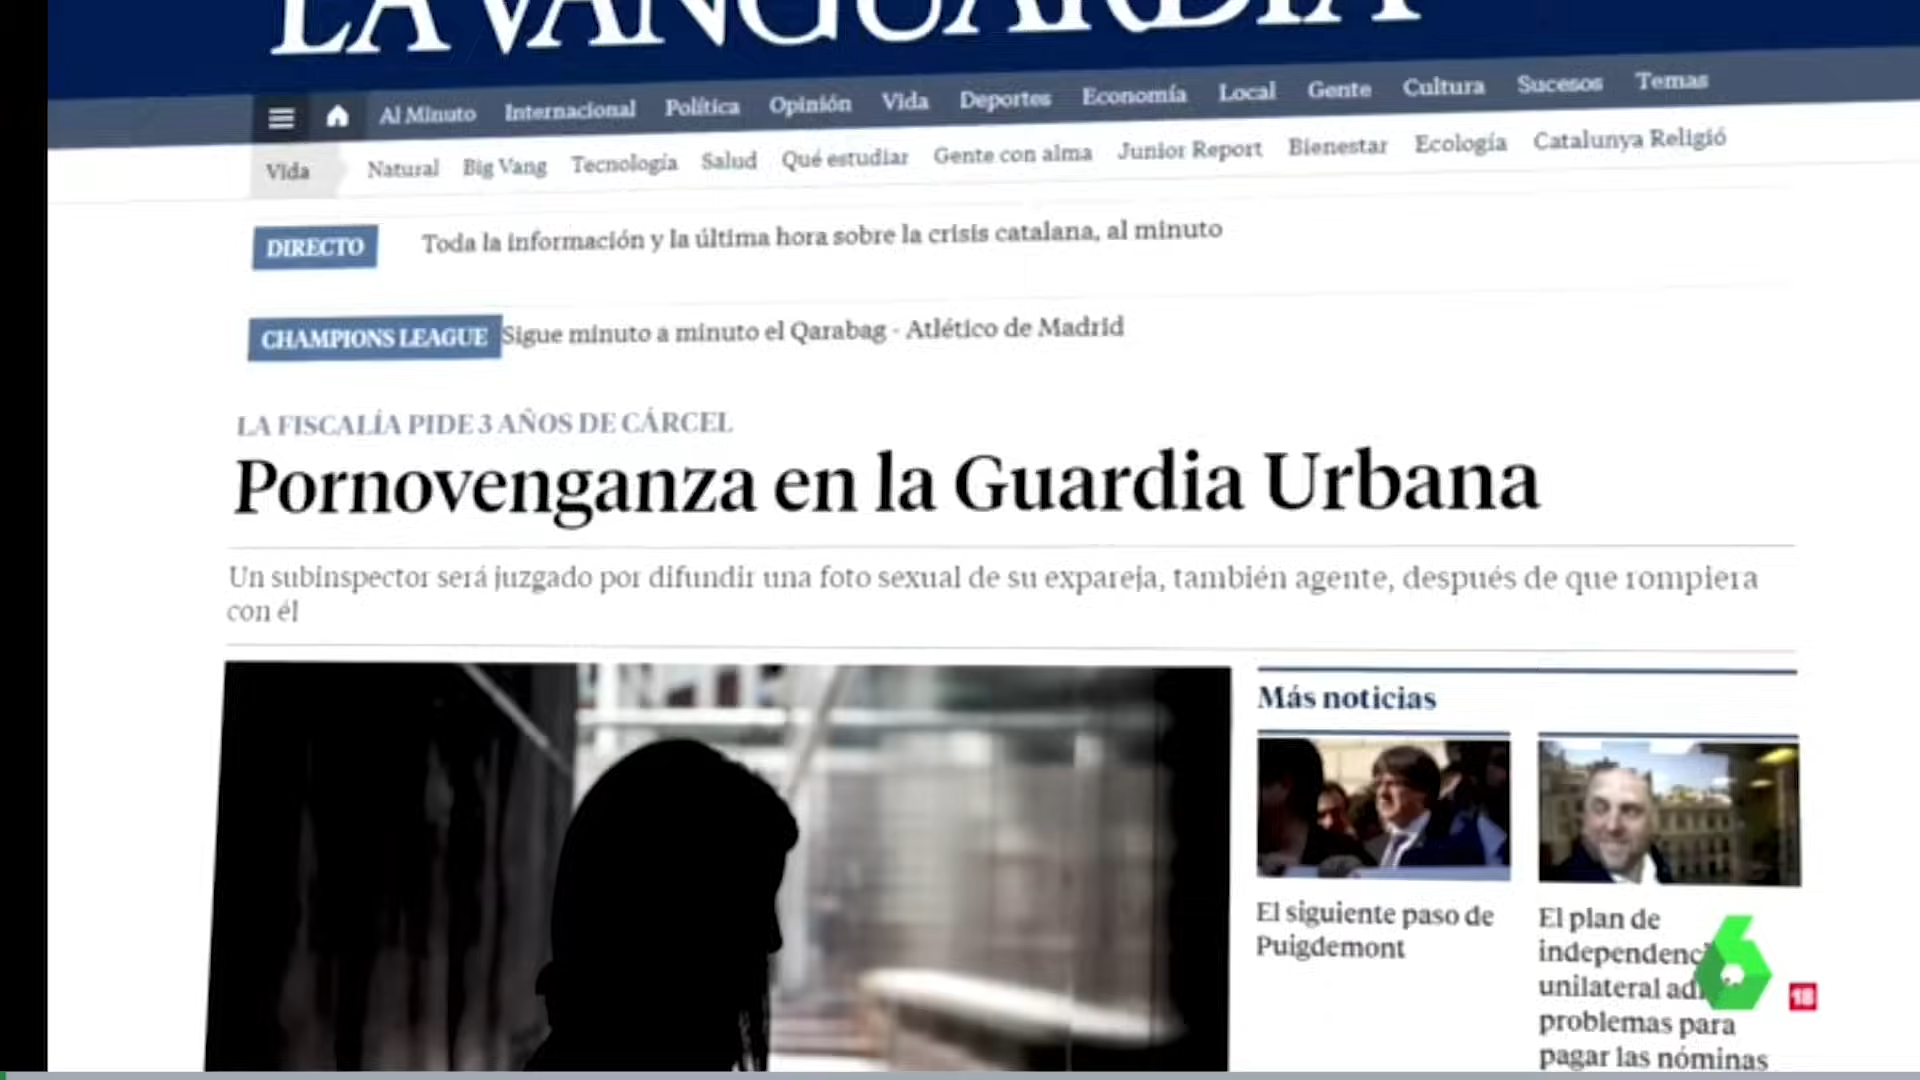 LA VANGUARDIA
Al Minuto Internacional Política Opinión Vida Deportes Economía Local Gente Cultura Sucesos Temas
Vida Natural Big Vang Tecnología Salud Qué estudiar Gente con alma Junior Report Bienestar Ecología Catalunya Religió
DIRECTO Toda la información y la última hora sobre la crisis catalana, al minuto
CHAMPIONS LEAGUE Sigue minuto a minuto el Qarabag - Atlético de Madrid
LA FISCALÍA PIDE 3 AÑOS DE CÁRCEL
Pornovenganza en la Guardia Urbana
Un subinspector será juzgado por difundir una foto sexual de su expareja, también agente, después de que rompiera
con él
Más noticias
El siguiente paso de
Puigdemont
El plan de
unilateral
problemas para
pagar las nóminas
6
18